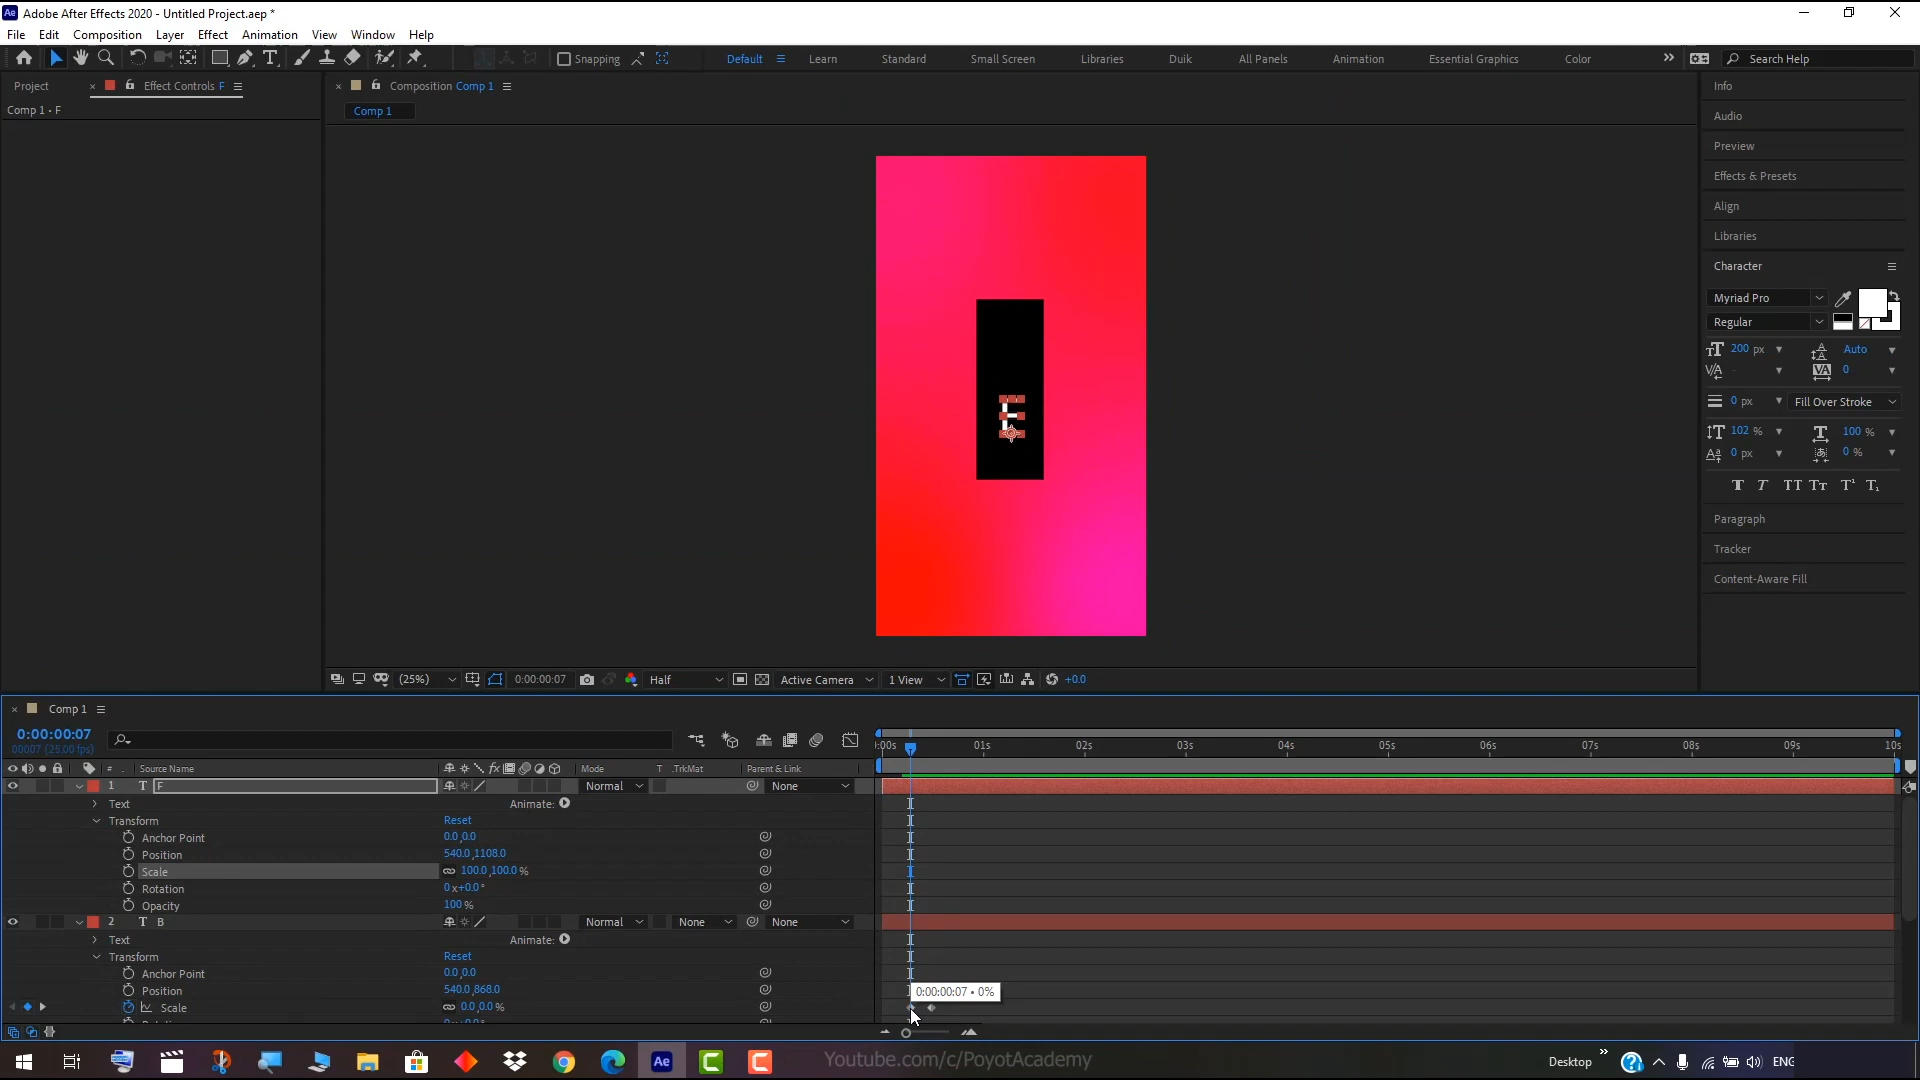 Adobe After Effects 2020 - Untitled Project.aep *
File Edit Composition Layer Effect Animation View Window Help
Snapping Default Learn Standard Small Screen Libraries Duik All Panels Animation Essential Graphics Color Search Help
Project Effect Controls F
Composition Comp 1
Comp 1 • F
Comp 1
Info
Audio
Preview
Effects & Presets
Align
Libraries
Character
Myriad Pro
Regular
200 px Auto
0
0 px Fill Over Stroke
102 % 100 %
0 px 0 %
Paragraph
Tracker
Content-Aware Fill
(25%) 0:00:00:07 Half Active Camera 1 View +0.0
Comp 1
0:00:00:07
00007 (25.00 fps)
:00s 01s 02s 03s 04s 05s 06s 07s 08s 09s 10s
# Source Name Mode T .TrkMat Parent & Link
1 T F Normal None
Text Animate:
Transform Reset
Anchor Point 0.0,0.0
Position 540.0,1108.0
Scale 100.0,100.0 %
Rotation 0x+0.0°
Opacity 100 %
2 T B Normal None None
Text Animate:
Transform Reset
Anchor Point 0.0,0.0
Position 540.0,868.0
0:00:00:07 • 0%
Scale 0.0,0.0 %
Youtube.com/c/PoyotAcademy
Desktop ENG